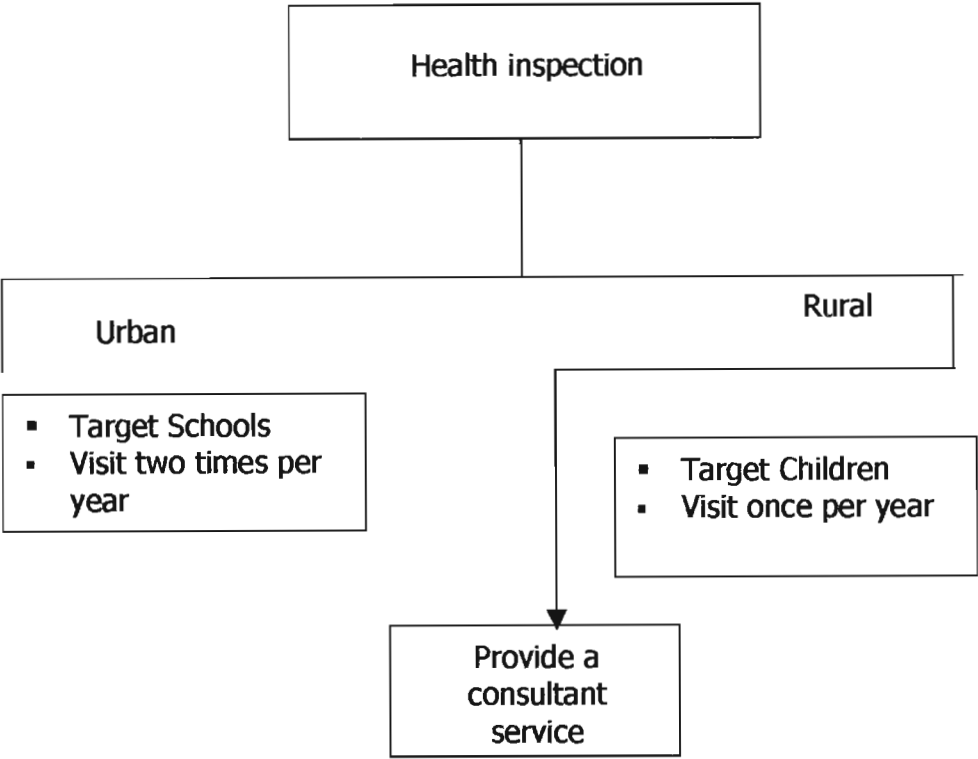 Health inspection
Urban
Rural
▪ Target Schools
▪ Visit two times per
year
▪ Target Children
▪ Visit once per year
Provide a
consultant
service